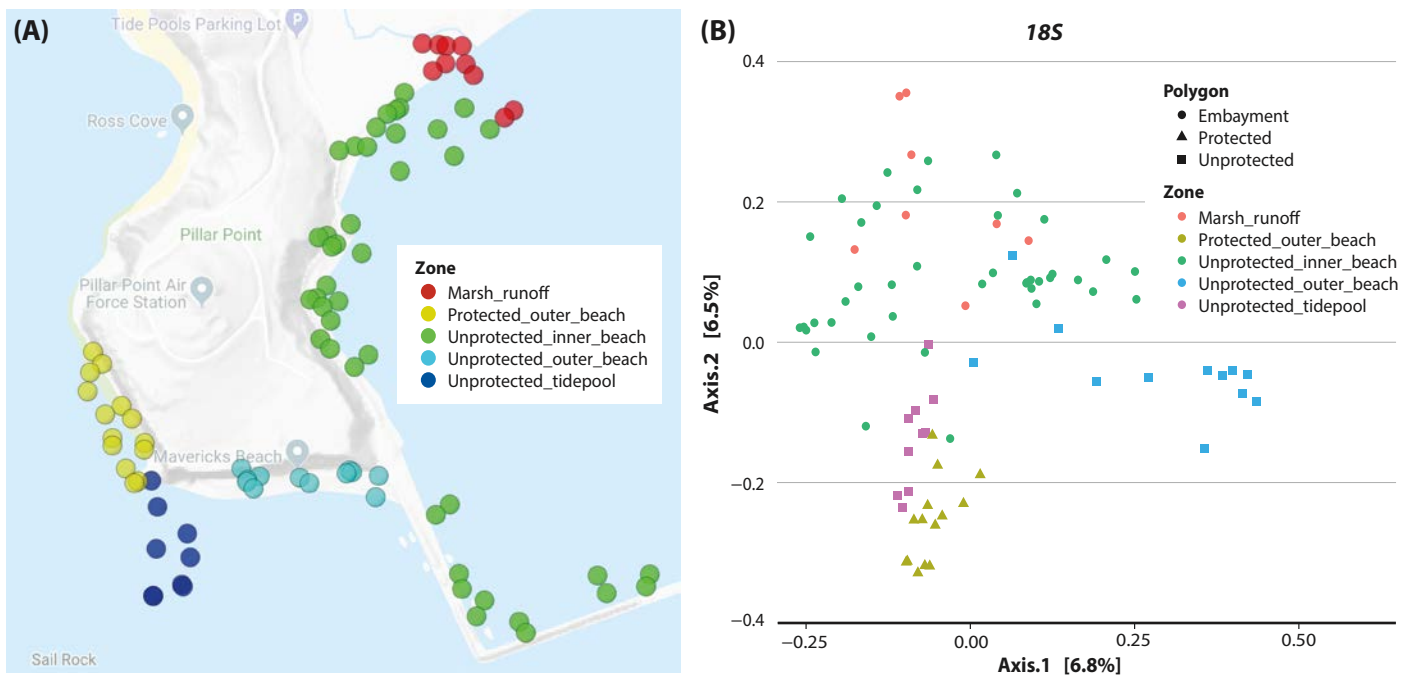 (A)
Tide Pools Parking Lot
P
Ross Cove
Pillar Point
Pillar Point Air
Force Station
Mavericks Beach
Sail Rock
Zone
Marsh_runoff
Protected_outer_beach
Unprotected_inner_beach
Unprotected_outer_beach
Unprotected_tidepool
(B)
18S
Axis.2 [6.5%]
0.4
0.2
0.0
−0.2
−0.4
−0.25
0.00
0.25
0.50
Axis.1 [6.8%]
Polygon
Embayment
Protected
Unprotected
Zone
Marsh_runoff
Protected_outer_beach
Unprotected_inner_beach
Unprotected_outer_beach
Unprotected_tidepool